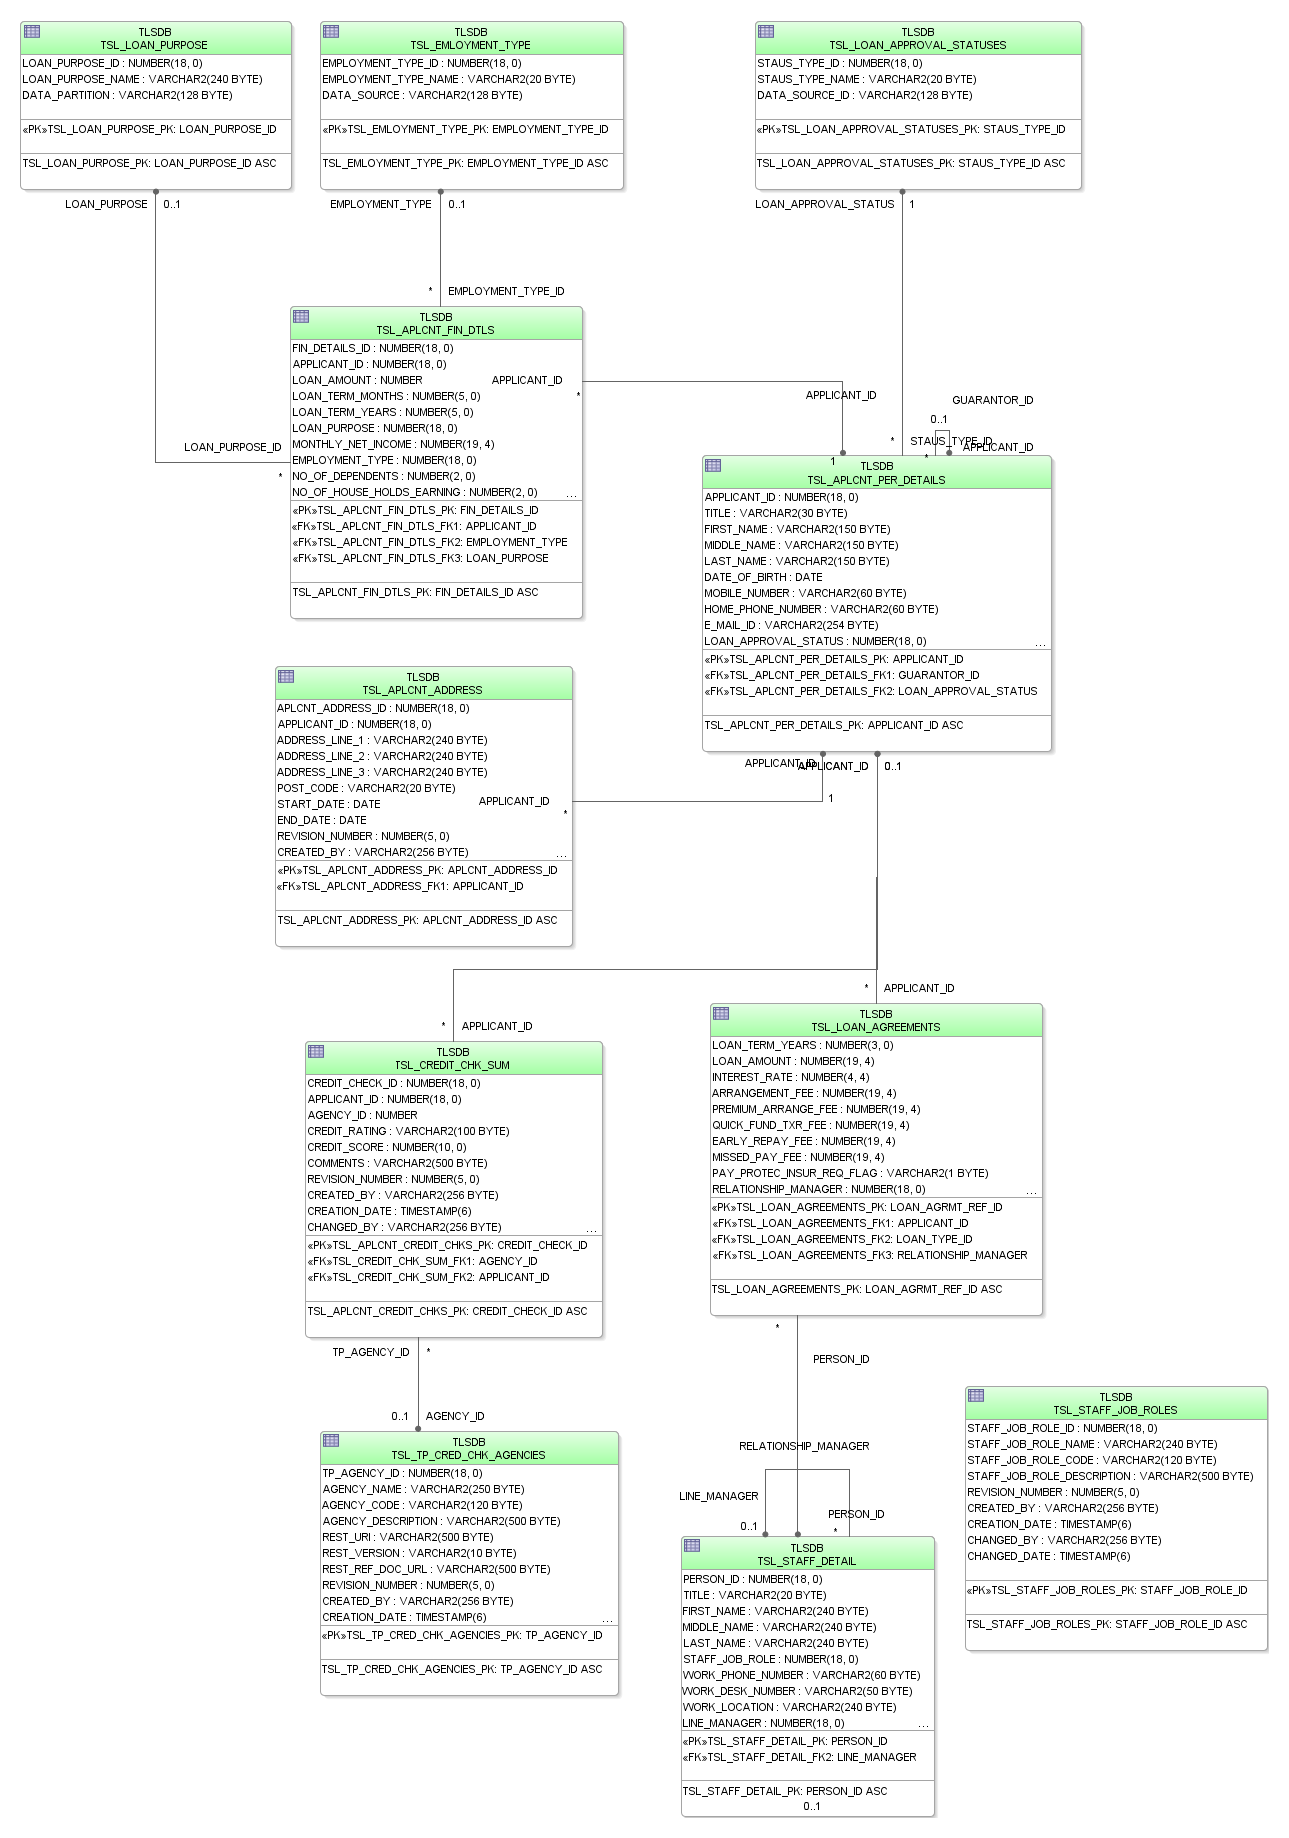 TLSDB
TSL_LOAN_PURPOSE
LOAN_PURPOSE_ID : NUMBER(18, 0)
LOAN_PURPOSE_NAME : VARCHAR2(240 BYTE)
DATA_PARTITION : VARCHAR2(128 BYTE)
«PK»TSL_LOAN_PURPOSE_PK: LOAN_PURPOSE_ID
TSL_LOAN_PURPOSE_PK: LOAN_PURPOSE_ID ASC
TLSDB
TSL_EMLOYMENT_TYPE
EMPLOYMENT_TYPE_ID : NUMBER(18, 0)
EMPLOYMENT_TYPE_NAME : VARCHAR2(20 BYTE)
DATA_SOURCE : VARCHAR2(128 BYTE)
«PK»TSL_EMLOYMENT_TYPE_PK: EMPLOYMENT_TYPE_ID
TSL_EMLOYMENT_TYPE_PK: EMPLOYMENT_TYPE_ID ASC
TLSDB
TSL_LOAN_APPROVAL_STATUSES
STAUS_TYPE_ID : NUMBER(18, 0)
STAUS_TYPE_NAME : VARCHAR2(20 BYTE)
DATA_SOURCE_ID : VARCHAR2(128 BYTE)
«PK»TSL_LOAN_APPROVAL_STATUSES_PK: STAUS_TYPE_ID
TSL_LOAN_APPROVAL_STATUSES_PK: STAUS_TYPE_ID ASC
LOAN_PURPOSE 0..1
EMPLOYMENT_TYPE 0..1
LOAN_APPROVAL_STATUS 1
* EMPLOYMENT_TYPE_ID
TLSDB
TSL_APLCNT_FIN_DTLS
FIN_DETAILS_ID : NUMBER(18, 0)
APPLICANT_ID : NUMBER(18, 0)
LOAN_AMOUNT : NUMBER
LOAN_TERM_MONTHS : NUMBER(5, 0)
LOAN_TERM_YEARS : NUMBER(5, 0)
LOAN_PURPOSE : NUMBER(18, 0)
MONTHLY_NET_INCOME : NUMBER(19, 4)
EMPLOYMENT_TYPE : NUMBER(18, 0)
NO_OF_DEPENDENTS : NUMBER(2, 0)
NO_OF_HOUSE_HOLDS_EARNING : NUMBER(2, 0) ...
«PK»TSL_APLCNT_FIN_DTLS_PK: FIN_DETAILS_ID
«FK»TSL_APLCNT_FIN_DTLS_FK1: APPLICANT_ID
«FK»TSL_APLCNT_FIN_DTLS_FK2: EMPLOYMENT_TYPE
«FK»TSL_APLCNT_FIN_DTLS_FK3: LOAN_PURPOSE
TSL_APLCNT_FIN_DTLS_PK: FIN_DETAILS_ID ASC
APPLICANT_ID
*
APPLICANT_ID
1
LOAN_PURPOSE_ID
*
GUARANTOR_ID
0..1
* STAUS_TYPE_ID
APPLICANT_ID
*
TLSDB
TSL_APLCNT_PER_DETAILS
APPLICANT_ID : NUMBER(18, 0)
TITLE : VARCHAR2(30 BYTE)
FIRST_NAME : VARCHAR2(150 BYTE)
MIDDLE_NAME : VARCHAR2(150 BYTE)
LAST_NAME : VARCHAR2(150 BYTE)
DATE_OF_BIRTH : DATE
MOBILE_NUMBER : VARCHAR2(60 BYTE)
HOME_PHONE_NUMBER : VARCHAR2(60 BYTE)
E_MAIL_ID : VARCHAR2(254 BYTE)
LOAN_APPROVAL_STATUS : NUMBER(18, 0) ...
«PK»TSL_APLCNT_PER_DETAILS_PK: APPLICANT_ID
«FK»TSL_APLCNT_PER_DETAILS_FK1: GUARANTOR_ID
«FK»TSL_APLCNT_PER_DETAILS_FK2: LOAN_APPROVAL_STATUS
TSL_APLCNT_PER_DETAILS_PK: APPLICANT_ID ASC
APPLICANT_ID
APPLICANT_ID 0..1
1
TLSDB
TSL_APLCNT_ADDRESS
APLCNT_ADDRESS_ID : NUMBER(18, 0)
APPLICANT_ID : NUMBER(18, 0)
ADDRESS_LINE_1 : VARCHAR2(240 BYTE)
ADDRESS_LINE_2 : VARCHAR2(240 BYTE)
ADDRESS_LINE_3 : VARCHAR2(240 BYTE)
POST_CODE : VARCHAR2(20 BYTE)
START_DATE : DATE
END_DATE : DATE
REVISION_NUMBER : NUMBER(5, 0)
CREATED_BY : VARCHAR2(256 BYTE) ...
«PK»TSL_APLCNT_ADDRESS_PK: APLCNT_ADDRESS_ID
«FK»TSL_APLCNT_ADDRESS_FK1: APPLICANT_ID
TSL_APLCNT_ADDRESS_PK: APLCNT_ADDRESS_ID ASC
APPLICANT_ID
*
* APPLICANT_ID
* APPLICANT_ID
TLSDB
TSL_CREDIT_CHK_SUM
CREDIT_CHECK_ID : NUMBER(18, 0)
APPLICANT_ID : NUMBER(18, 0)
AGENCY_ID : NUMBER
CREDIT_RATING : VARCHAR2(100 BYTE)
CREDIT_SCORE : NUMBER(10, 0)
COMMENTS : VARCHAR2(500 BYTE)
REVISION_NUMBER : NUMBER(5, 0)
CREATED_BY : VARCHAR2(256 BYTE)
CREATION_DATE : TIMESTAMP(6)
CHANGED_BY : VARCHAR2(256 BYTE) ...
«PK»TSL_APLCNT_CREDIT_CHKS_PK: CREDIT_CHECK_ID
«FK»TSL_CREDIT_CHK_SUM_FK1: AGENCY_ID
«FK»TSL_CREDIT_CHK_SUM_FK2: APPLICANT_ID
TSL_APLCNT_CREDIT_CHKS_PK: CREDIT_CHECK_ID ASC
TLSDB
TSL_LOAN_AGREEMENTS
LOAN_TERM_YEARS : NUMBER(3, 0)
LOAN_AMOUNT : NUMBER(19, 4)
INTEREST_RATE : NUMBER(4, 4)
ARRANGEMENT_FEE : NUMBER(19, 4)
PREMIUM_ARRANGE_FEE : NUMBER(19, 4)
QUICK_FUND_TXR_FEE : NUMBER(19, 4)
EARLY_REPAY_FEE : NUMBER(19, 4)
MISSED_PAY_FEE : NUMBER(19, 4)
PAY_PROTEC_INSUR_REQ_FLAG : VARCHAR2(1 BYTE)
RELATIONSHIP_MANAGER : NUMBER(18, 0) ...
«PK»TSL_LOAN_AGREEMENTS_PK: LOAN_AGRMT_REF_ID
«FK»TSL_LOAN_AGREEMENTS_FK1: APPLICANT_ID
«FK»TSL_LOAN_AGREEMENTS_FK2: LOAN_TYPE_ID
«FK»TSL_LOAN_AGREEMENTS_FK3: RELATIONSHIP_MANAGER
TSL_LOAN_AGREEMENTS_PK: LOAN_AGRMT_REF_ID ASC
TP_AGENCY_ID *
0..1 AGENCY_ID
*
PERSON_ID
RELATIONSHIP_MANAGER
LINE_MANAGER
PERSON_ID
0..1 *
TLSDB
TSL_TP_CRED_CHK_AGENCIES
TP_AGENCY_ID : NUMBER(18, 0)
AGENCY_NAME : VARCHAR2(250 BYTE)
AGENCY_CODE : VARCHAR2(120 BYTE)
AGENCY_DESCRIPTION : VARCHAR2(500 BYTE)
REST_URI : VARCHAR2(500 BYTE)
REST_VERSION : VARCHAR2(10 BYTE)
REST_REF_DOC_URL : VARCHAR2(500 BYTE)
REVISION_NUMBER : NUMBER(5, 0)
CREATED_BY : VARCHAR2(256 BYTE)
CREATION_DATE : TIMESTAMP(6) ...
«PK»TSL_TP_CRED_CHK_AGENCIES_PK: TP_AGENCY_ID
TSL_TP_CRED_CHK_AGENCIES_PK: TP_AGENCY_ID ASC
TLSDB
TSL_STAFF_DETAIL
PERSON_ID : NUMBER(18, 0)
TITLE : VARCHAR2(20 BYTE)
FIRST_NAME : VARCHAR2(240 BYTE)
MIDDLE_NAME : VARCHAR2(240 BYTE)
LAST_NAME : VARCHAR2(240 BYTE)
STAFF_JOB_ROLE : NUMBER(18, 0)
WORK_PHONE_NUMBER : VARCHAR2(60 BYTE)
WORK_DESK_NUMBER : VARCHAR2(50 BYTE)
WORK_LOCATION : VARCHAR2(240 BYTE)
LINE_MANAGER : NUMBER(18, 0) ...
«PK»TSL_STAFF_DETAIL_PK: PERSON_ID
«FK»TSL_STAFF_DETAIL_FK2: LINE_MANAGER
TSL_STAFF_DETAIL_PK: PERSON_ID ASC
0..1
TLSDB
TSL_STAFF_JOB_ROLES
STAFF_JOB_ROLE_ID : NUMBER(18, 0)
STAFF_JOB_ROLE_NAME : VARCHAR2(240 BYTE)
STAFF_JOB_ROLE_CODE : VARCHAR2(120 BYTE)
STAFF_JOB_ROLE_DESCRIPTION : VARCHAR2(500 BYTE)
REVISION_NUMBER : NUMBER(5, 0)
CREATED_BY : VARCHAR2(256 BYTE)
CREATION_DATE : TIMESTAMP(6)
CHANGED_BY : VARCHAR2(256 BYTE)
CHANGED_DATE : TIMESTAMP(6)
«PK»TSL_STAFF_JOB_ROLES_PK: STAFF_JOB_ROLE_ID
TSL_STAFF_JOB_ROLES_PK: STAFF_JOB_ROLE_ID ASC